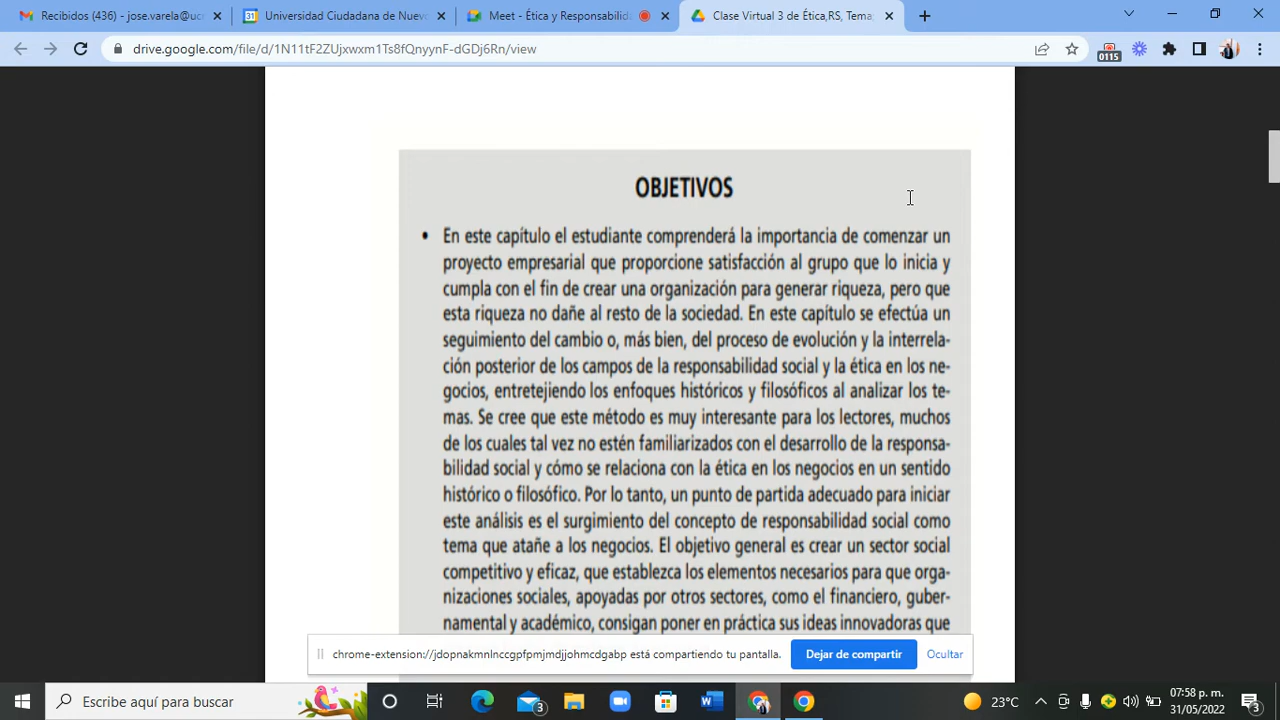 Recibidos (436) - jose.varela@ucr
Universidad Ciudadana de Nuevo
31
Meet - Ética y Responsabilida
Clase Virtual 3 de Ética,RS, Tema:
drive.google.com/file/d/1N11tF2ZUjxwxm1Ts8fQnyynF-dGDj6Rn/view
0115
OBJETIVOS
• En este capítulo el estudiante comprenderá la importancia de comenzar un
proyecto empresarial que proporcione satisfacción al grupo que lo inicia y
cumpla con el fin de crear una organización para generar riqueza, pero que
esta riqueza no dañe al resto de la sociedad. En este capítulo se efectúa un
seguimiento del cambio o, más bien, del proceso de evolución y la interrela-
ción posterior de los campos de la responsabilidad social y la ética en los ne-
gocios, entretejiendo los enfoques históricos y filosóficos al analizar los te-
mas. Se cree que este método es muy interesante para los lectores, muchos
de los cuales tal vez no estén familiarizados con el desarrollo de la responsa-
bilidad social y cómo se relaciona con la ética en los negocios en un sentido
histórico o filosófico. Por lo tanto, un punto de partida adecuado para iniciar
este análisis es el surgimiento del concepto de responsabilidad social como
tema que atañe a los negocios. El objetivo general es crear un sector social
competitivo y eficaz, que establezca los elementos necesarios para que orga-
nizaciones sociales, apoyadas por otros sectores, como el financiero, guber-
namental y académico, consigan poner en práctica sus ideas innovadoras que
chrome-extension://jdopnakmnlnccgpfpmjmdjjohmcdgabp está compartiendo tu pantalla.
Dejar de compartir
Ocultar
Escribe aquí para buscar
3
23°C
07:58 p. m.
31/05/2022
3